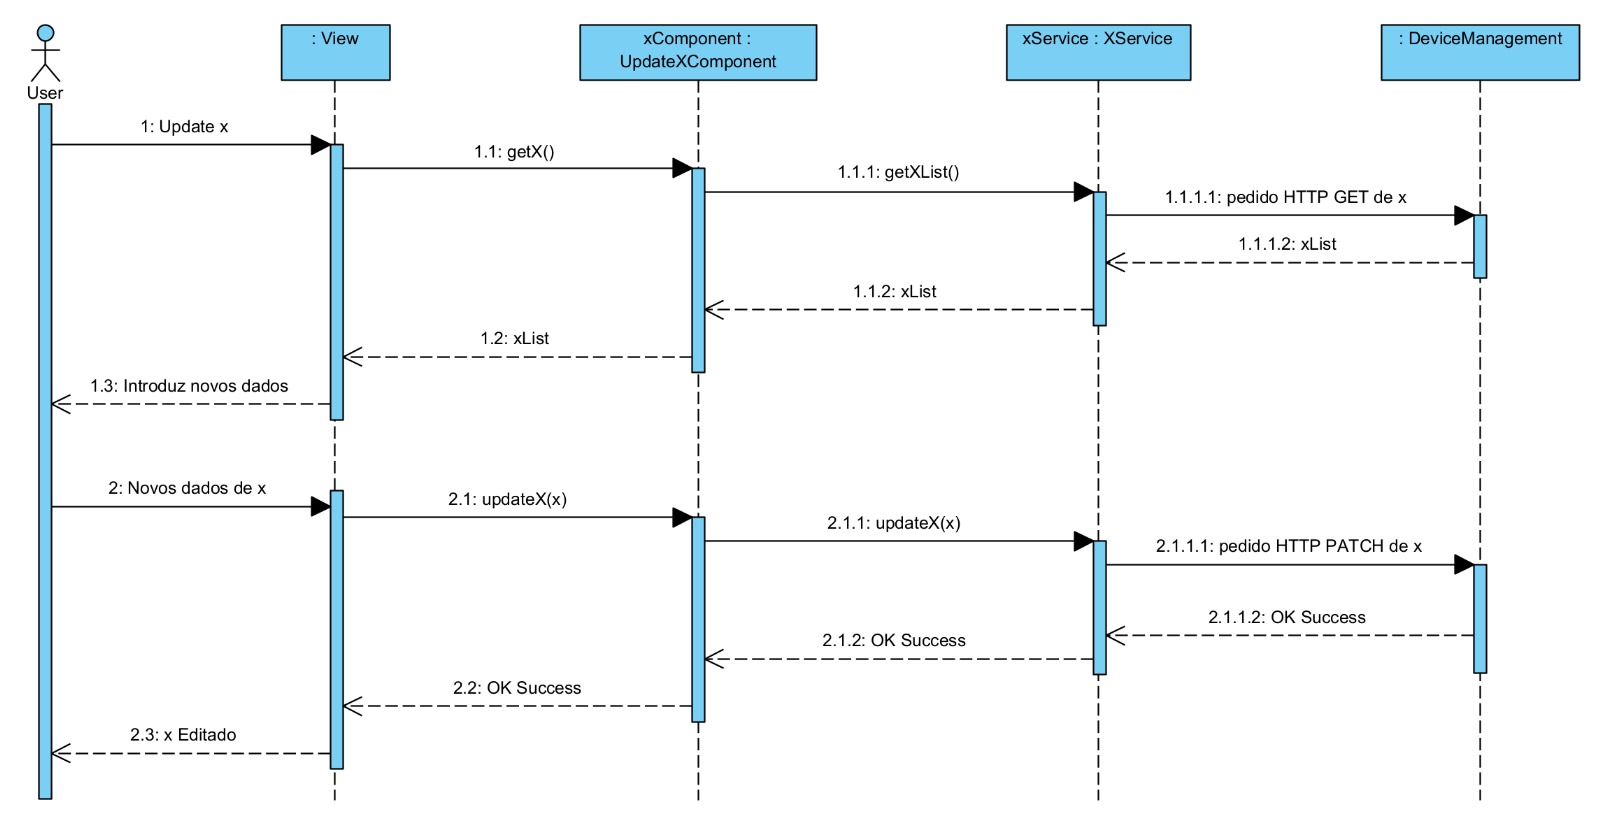 : View
xComponent :
UpdateXComponent
xService : XService
: DeviceManagement
User
1: Update x
1.1: getX()
1.1.1: getXList()
1.1.1.1: pedido HTTP GET de x
1.1.1.2: xList
1.1.2: xList
1.2: xList
1.3: Introduz novos dados
2: Novos dados de x
2.1: updateX(x)
2.1.1: updateX(x)
2.1.1.1: pedido HTTP PATCH de x
2.1.1.2: OK Success
2.1.2: OK Success
2.2: OK Success
2.3: x Editado